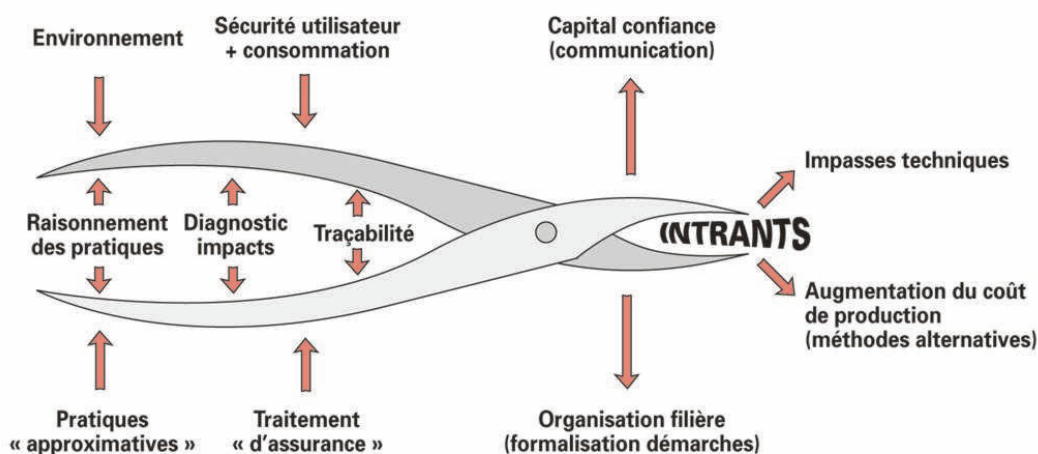 Environnement
Sécurité utilisateur
+ consommation
Capital confiance
(communication)
Impasses techniques
Raisonnement
des pratiques
Diagnostic
impacts
Traçabilité
INTRANTS
Augmentation du coût
de production
(méthodes alternatives)
Pratiques
« approximatives »
Traitement
« d’assurance »
Organisation filière
(formalisation démarches)